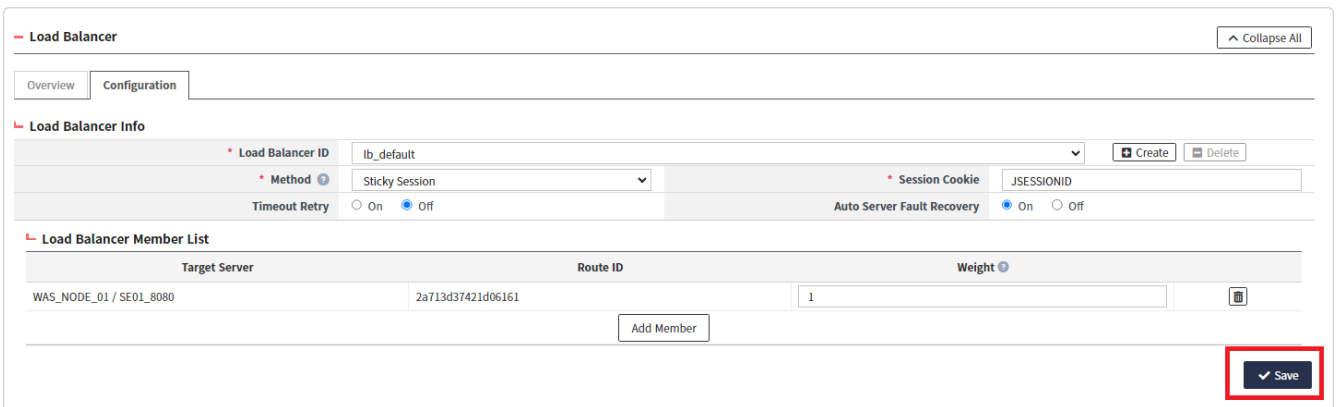 Load Balancer
Collapse All
Overview Configuration
Load Balancer Info
* Load Balancer ID lb_default Create Delete
* Method ? Sticky Session * Session Cookie JSESSIONID
Timeout Retry On Off Auto Server Fault Recovery On Off
Load Balancer Member List
Target Server Route ID Weight ?
WAS_NODE_01 / SE01_8080 2a713d37421d06161 1
Add Member
Save